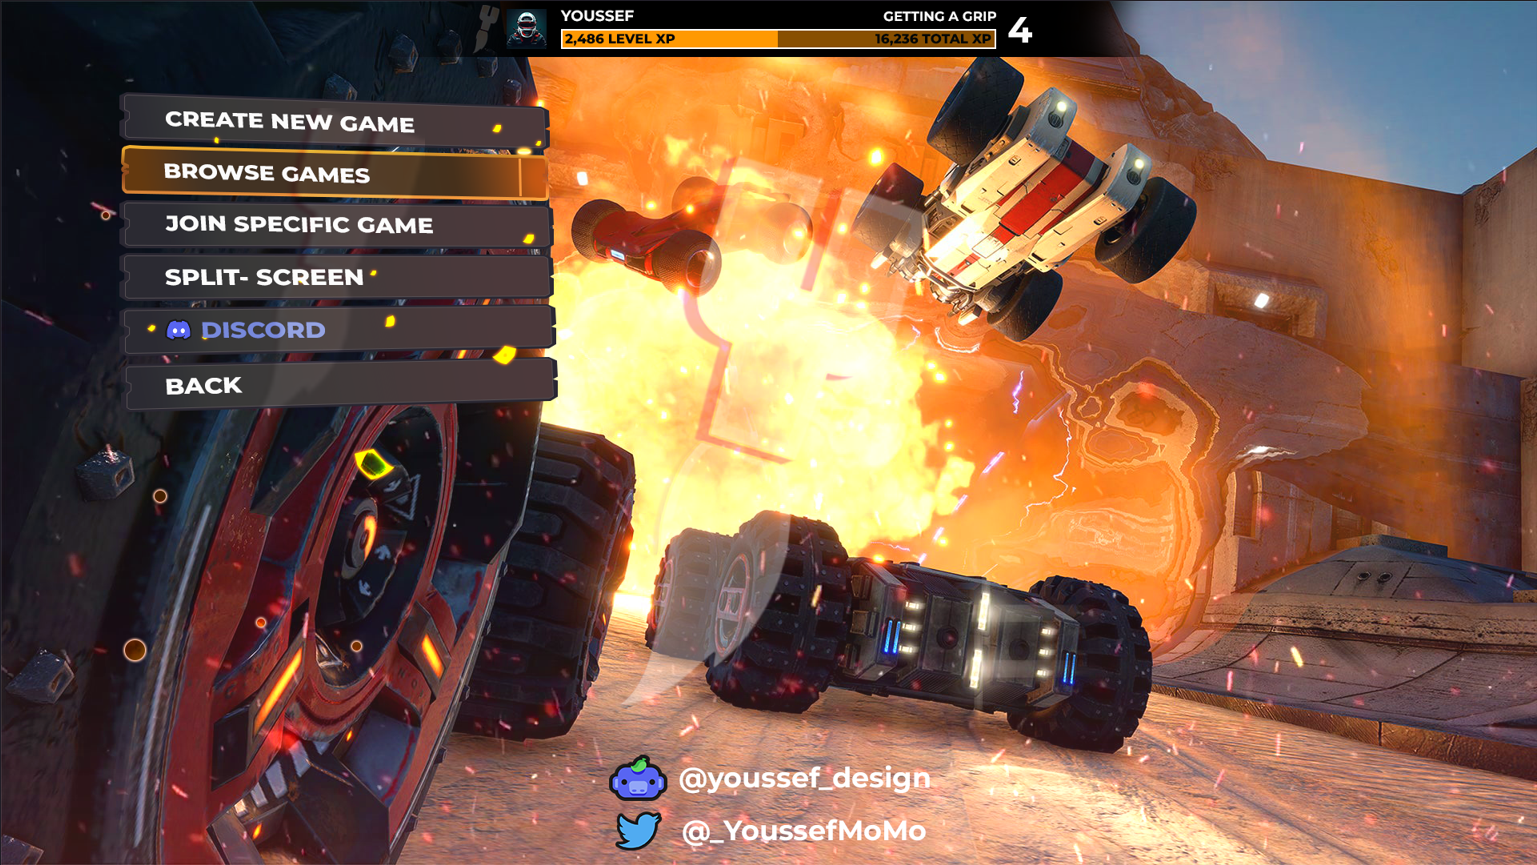 YOUSSEF
GETTING A GRIP
4
2,486 LEVEL XP
16,236 TOTAL XP
CREATE NEW GAME
BROWSE GAMES
JOIN SPECIFIC GAME
SPLIT- SCREEN
DISCORD
BACK
@youssef_design
@_YoussefMoMo